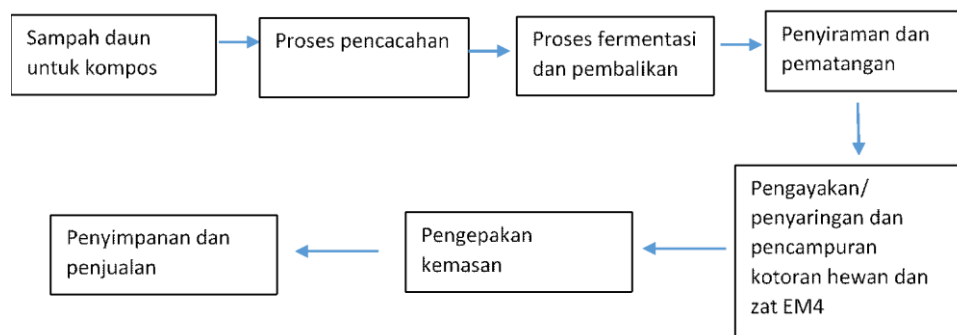 Sampah daun
untuk kompos
Proses pencacahan
Proses fermentasi
dan pembalikan
Penyiraman dan
pematangan
Pengayakan/
penyaringan dan
pencampuran
kotoran hewan dan
zat EM4
Pengepakan
kemasan
Penyimpanan dan
penjualan